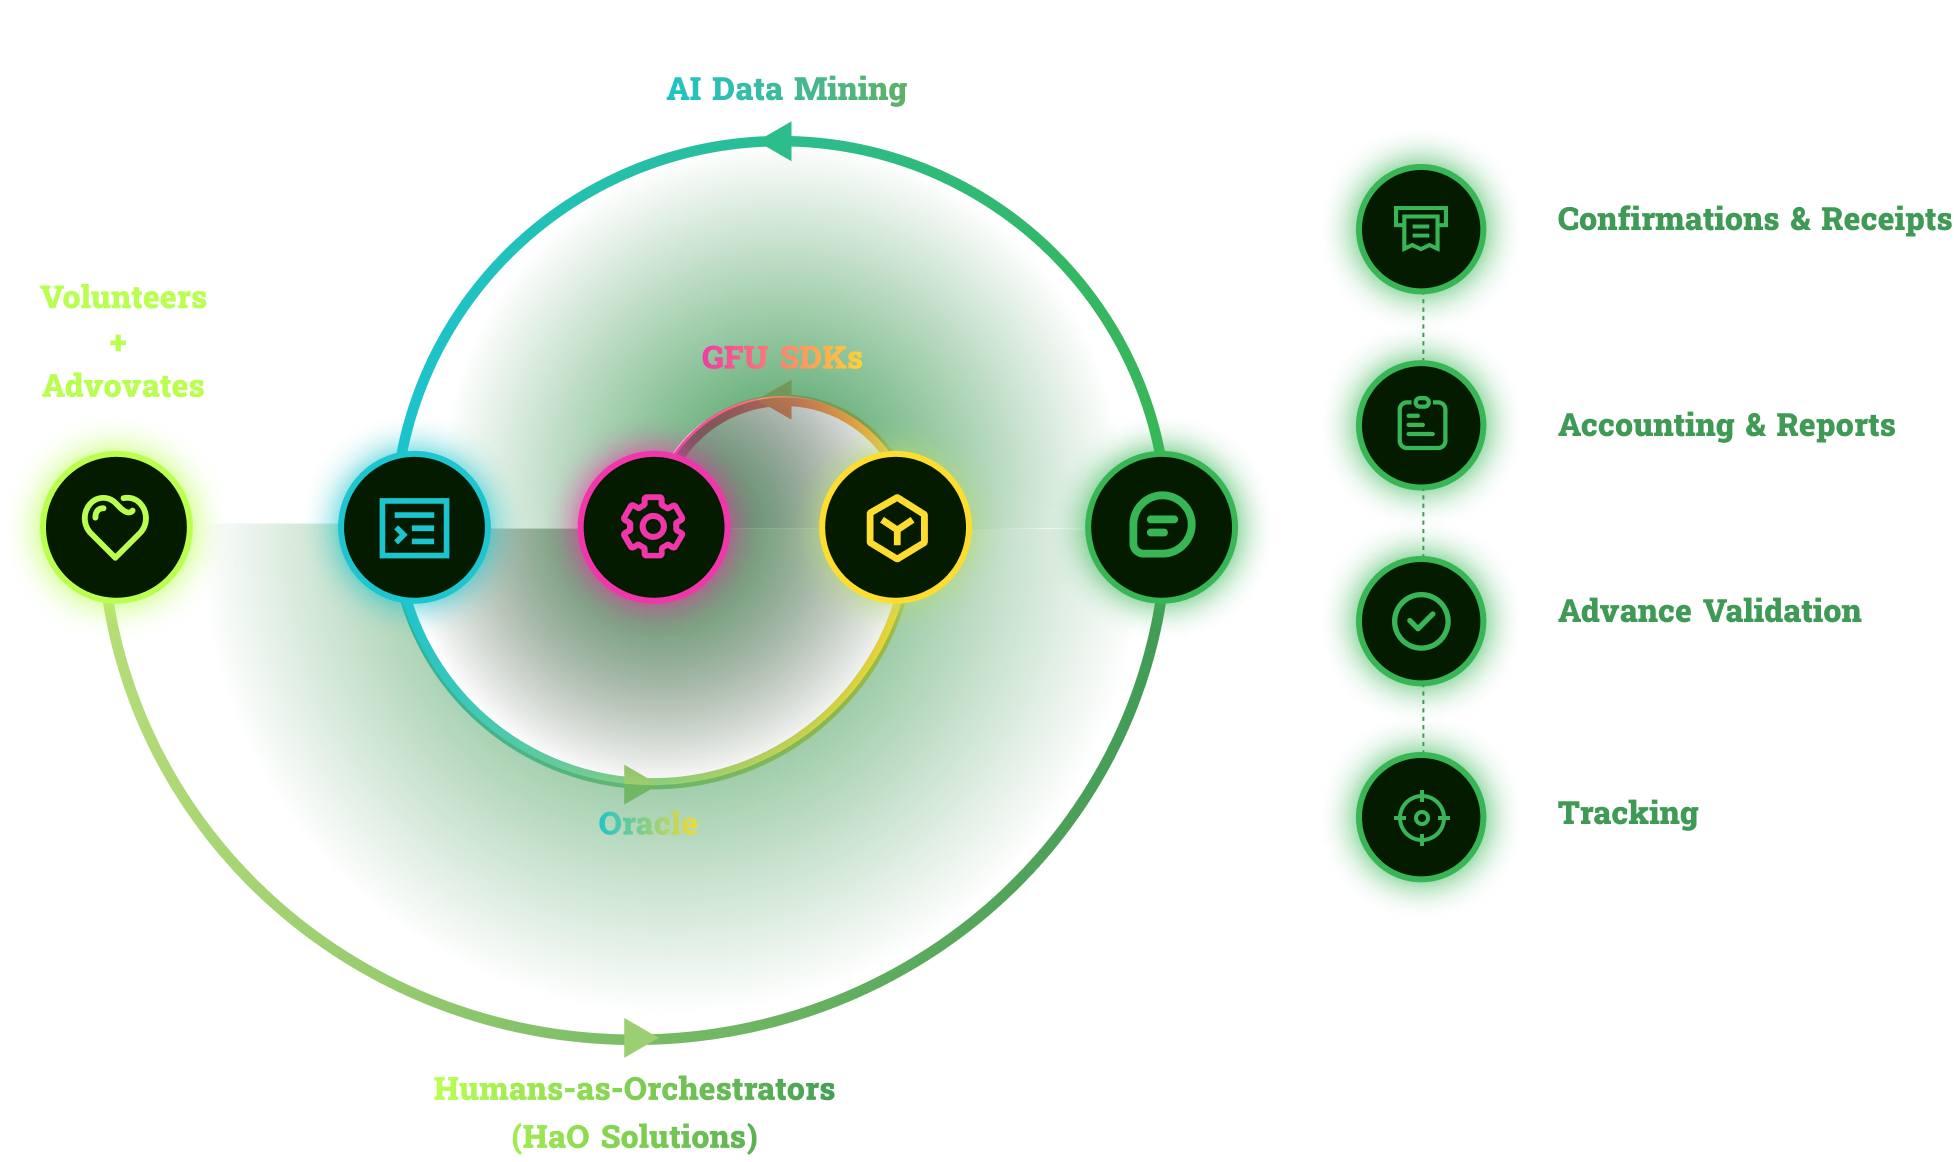 AI Data Mining
Volunteers
+
Advovates
GFU SDKs
Oracle
Humans-as-Orchestrators
(HaO Solutions)
Confirmations & Receipts
Accounting & Reports
Advance Validation
Tracking